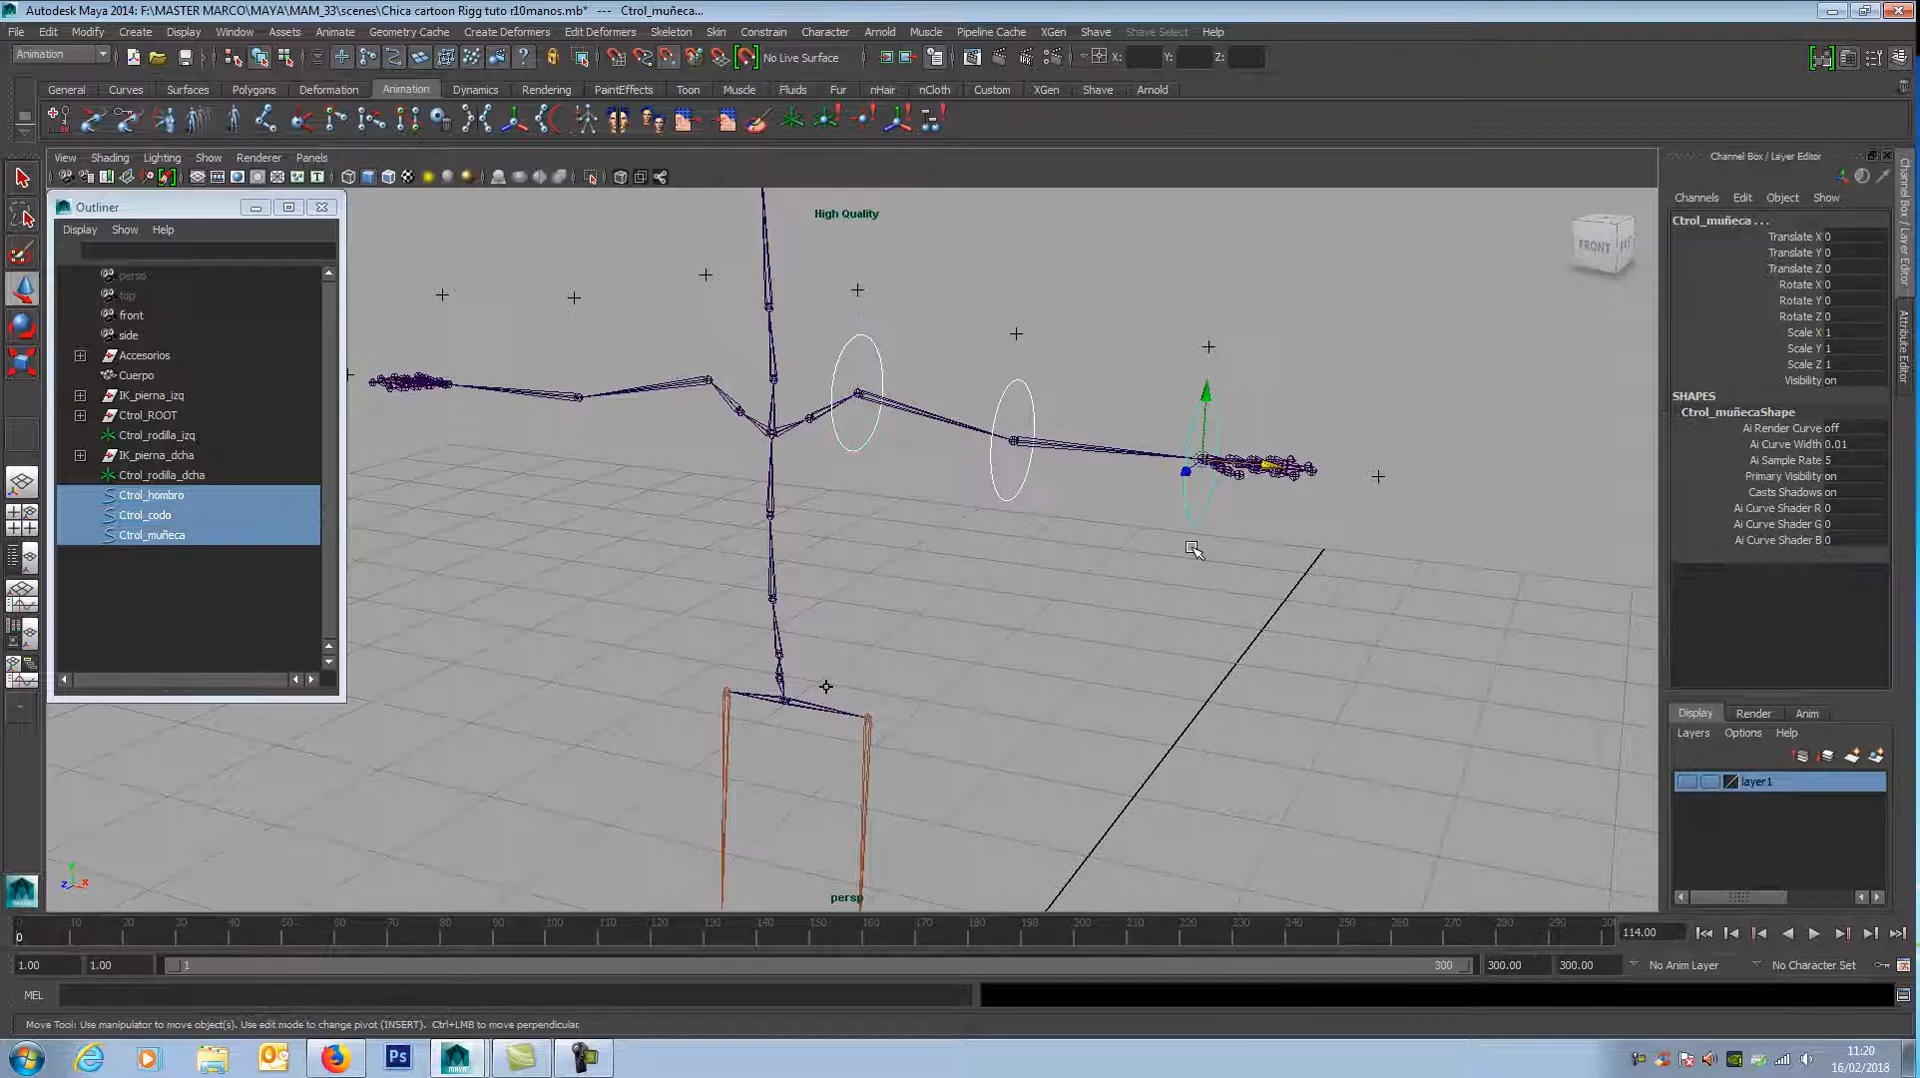 Autodesk Maya 2014: F:\MASTER MARCO\MAYA\MAM_33\scenes\Chica cartoon Rigg tuto r10manos.mb* --- Ctrol_muñeca...
File Edit Modify Create Display Window Assets Animate Geometry Cache Create Deformers Edit Deformers Skeleton Skin Constrain Character Arnold Muscle Pipeline Cache XGen Shave Shave Select Help
Animation No Live Surface X: Y: Z:
General Curves Surfaces Polygons Deformation Animation Dynamics Rendering PaintEffects Toon Muscle Fluids Fur nHair nCloth Custom XGen Shave Arnold
View Shading Lighting Show Renderer Panels
Channel Box / Layer Editor
Outliner
Display Show Help
persp
top
front
side
Accesorios
Cuerpo
IK_pierna_izq
Ctrol_ROOT
Ctrol_rodilla_izq
IK_pierna_dcha
Ctrol_rodilla_dcha
Ctrol_hombro
Ctrol_codo
Ctrol_muñeca
High Quality
FRONT
persp
Channels Edit Object Show
Ctrol_muñeca . . .
Translate X 0
Translate Y 0
Translate Z 0
Rotate X 0
Rotate Y 0
Rotate Z 0
Scale X 1
Scale Y 1
Scale Z 1
Visibility on
SHAPES
Ctrol_muñecaShape
Ai Render Curve off
Ai Curve Width 0.01
Ai Sample Rate 5
Primary Visibility on
Casts Shadows on
Ai Curve Shader R 0
Ai Curve Shader G 0
Ai Curve Shader B 0
Channel Box / Layer Editor
Attribute Editor
Display Render Anim
Layers Options Help
layer1
0 10 20 30 40 50 60 70 80 90 100 110 120 130 140 150 160 170 180 190 200 210 220 230 240 250 260 270 280 290 30
0
114.00
1.00 1.00 1 300 300.00 300.00 No Anim Layer No Character Set
MEL
Move Tool: Use manipulator to move object(s). Use edit mode to change pivot (INSERT). Ctrl+LMB to move perpendicular.
Ps
MAYA
11:20
16/02/2018
y
z x